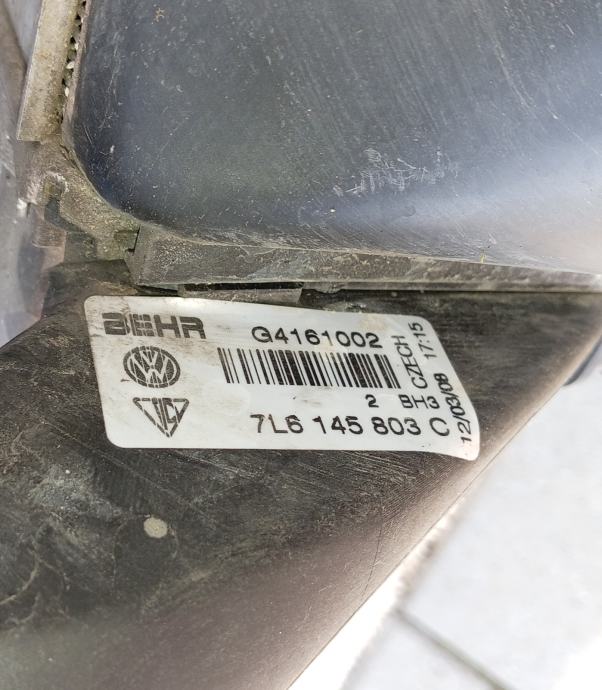 BEHR
G4161002
2 BH3
7L6 145 803 C
CZECH 17:15
12/03/08